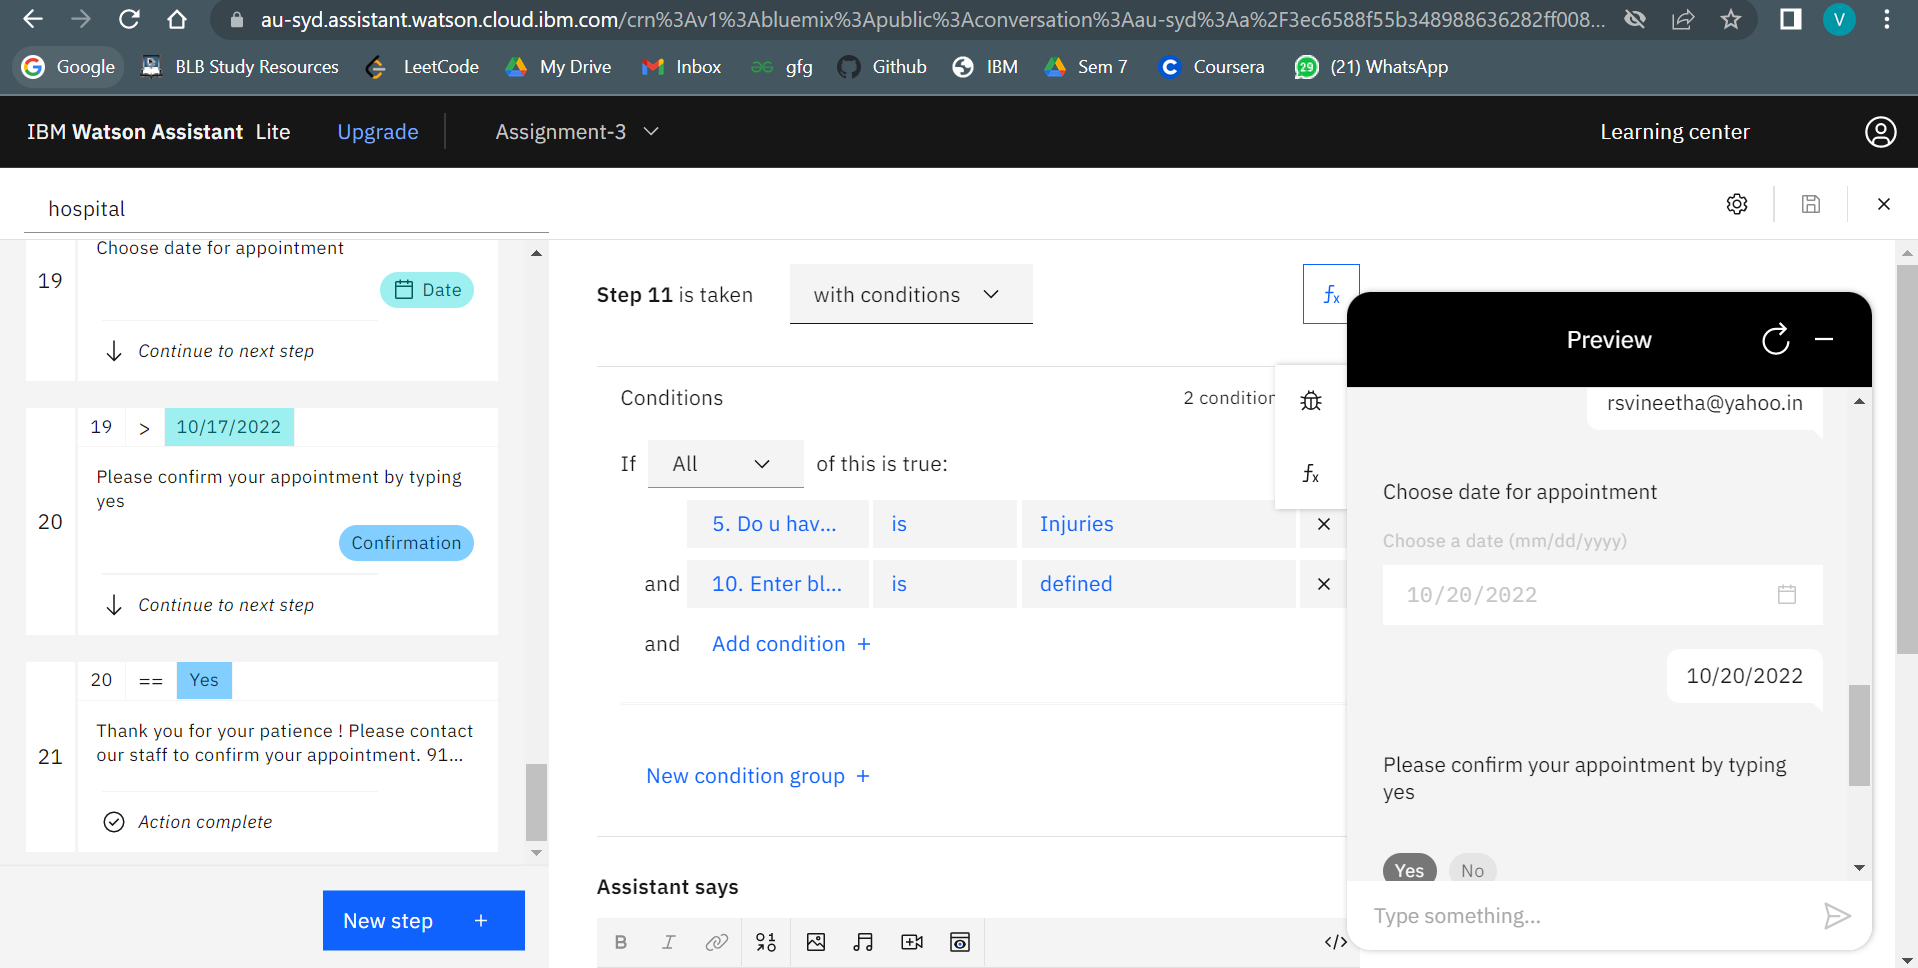 au-syd.assistant.watson.cloud.ibm.com/crn%3Av1%3Abluemix%3Apublic%3Aconversation%3Aau-syd%3Aa%2F3ec6588f55b348988636282ff008...
V
Google BLB Study Resources LeetCode My Drive Inbox gfg Github IBM Sem 7 Coursera 29 (21) WhatsApp
IBM Watson Assistant Lite Upgrade Assignment-3 Learning center
hospital
19
Choose date for appointment
Date
Continue to next step
19 > 10/17/2022
20
Please confirm your appointment by typing
yes
Confirmation
Continue to next step
20 == Yes
21
Thank you for your patience ! Please contact
our staff to confirm your appointment. 91...
Action complete
New step +
Step 11 is taken with conditions fx
Conditions 2 condition
If All of this is true:
fx
5. Do u hav... is Injuries ×
and 10. Enter bl... is defined ×
and Add condition +
New condition group +
Assistant says
B I </>
Preview
rsvineetha@yahoo.in
Choose date for appointment
Choose a date (mm/dd/yyyy)
10/20/2022
10/20/2022
Please confirm your appointment by typing
yes
Yes No
Type something...